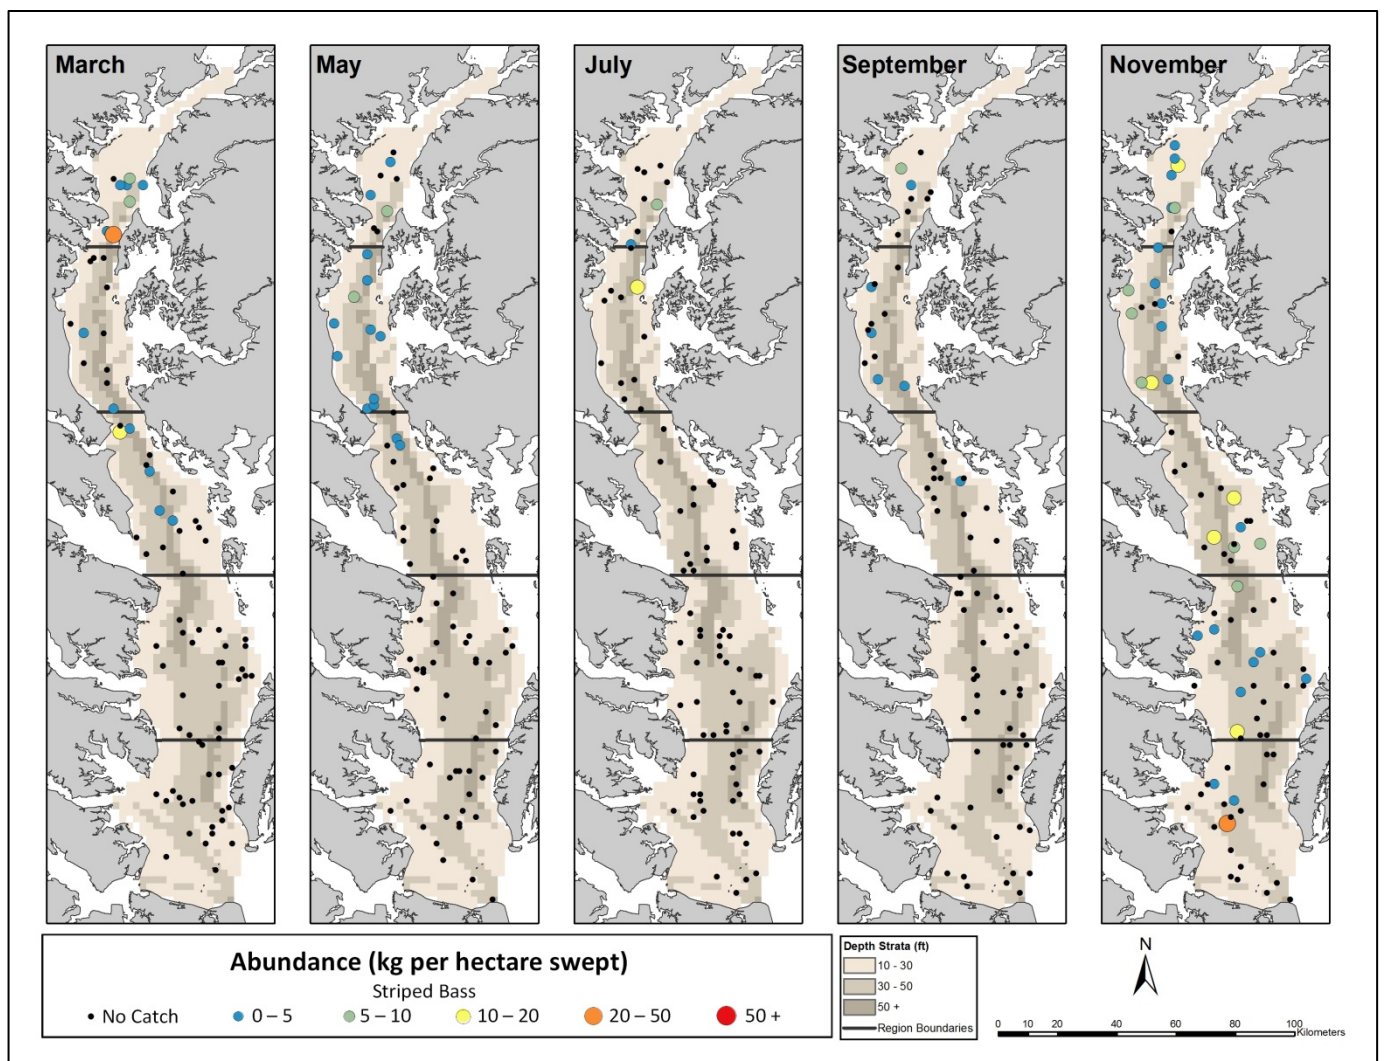 March
May
July
September
November
Abundance (kg per hectare swept)
Striped Bass
No Catch
0 – 5
5 – 10
10 – 20
20 – 50
50 +
Depth Strata (ft)
10 - 30
30 - 50
50 +
Region Boundaries
N
0 10 20 40 60 80 100
Kilometers